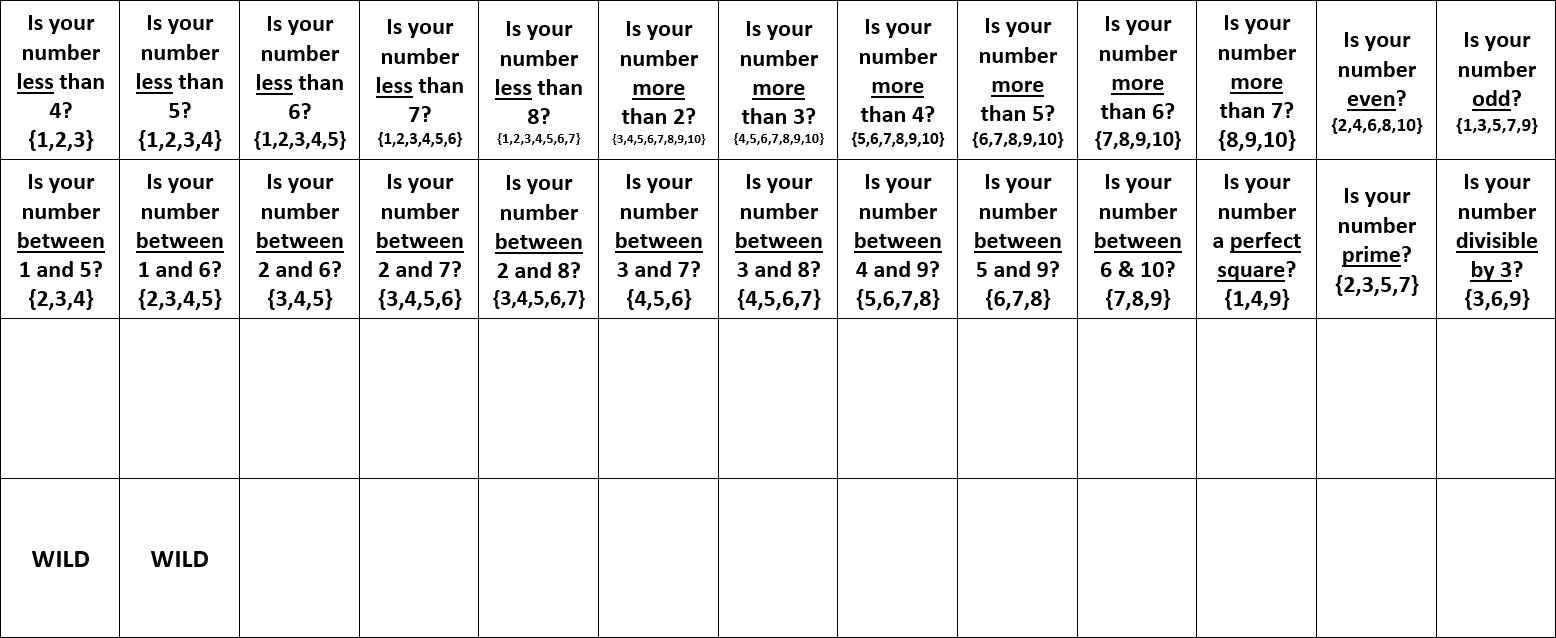 Is your
number
less than
4?
{1,2,3}
Is your
number
less than
5?
{1,2,3,4}
Is your
number
less than
6?
{1,2,3,4,5}
Is your
number
less than
7?
{1,2,3,4,5,6}
Is your
number
less than
8?
{1,2,3,4,5,6,7}
Is your
number
more
than 2?
{3,4,5,6,7,8,9,10}
Is your
number
more
than 3?
{4,5,6,7,8,9,10}
Is your
number
more
than 4?
{5,6,7,8,9,10}
Is your
number
more
than 5?
{6,7,8,9,10}
Is your
number
more
than 6?
{7,8,9,10}
Is your
number
more
than 7?
{8,9,10}
Is your
number
even?
{2,4,6,8,10}
Is your
number
odd?
{1,3,5,7,9}
Is your
number
between
1 and 5?
{2,3,4}
Is your
number
between
1 and 6?
{2,3,4,5}
Is your
number
between
2 and 6?
{3,4,5}
Is your
number
between
2 and 7?
{3,4,5,6}
Is your
number
between
2 and 8?
{3,4,5,6,7}
Is your
number
between
3 and 7?
{4,5,6}
Is your
number
between
3 and 8?
{4,5,6,7}
Is your
number
between
4 and 9?
{5,6,7,8}
Is your
number
between
5 and 9?
{6,7,8}
Is your
number
between
6 & 10?
{7,8,9}
Is your
number
a perfect
square?
{1,4,9}
Is your
number
prime?
{2,3,5,7}
Is your
number
divisible
by 3?
{3,6,9}
WILD
WILD